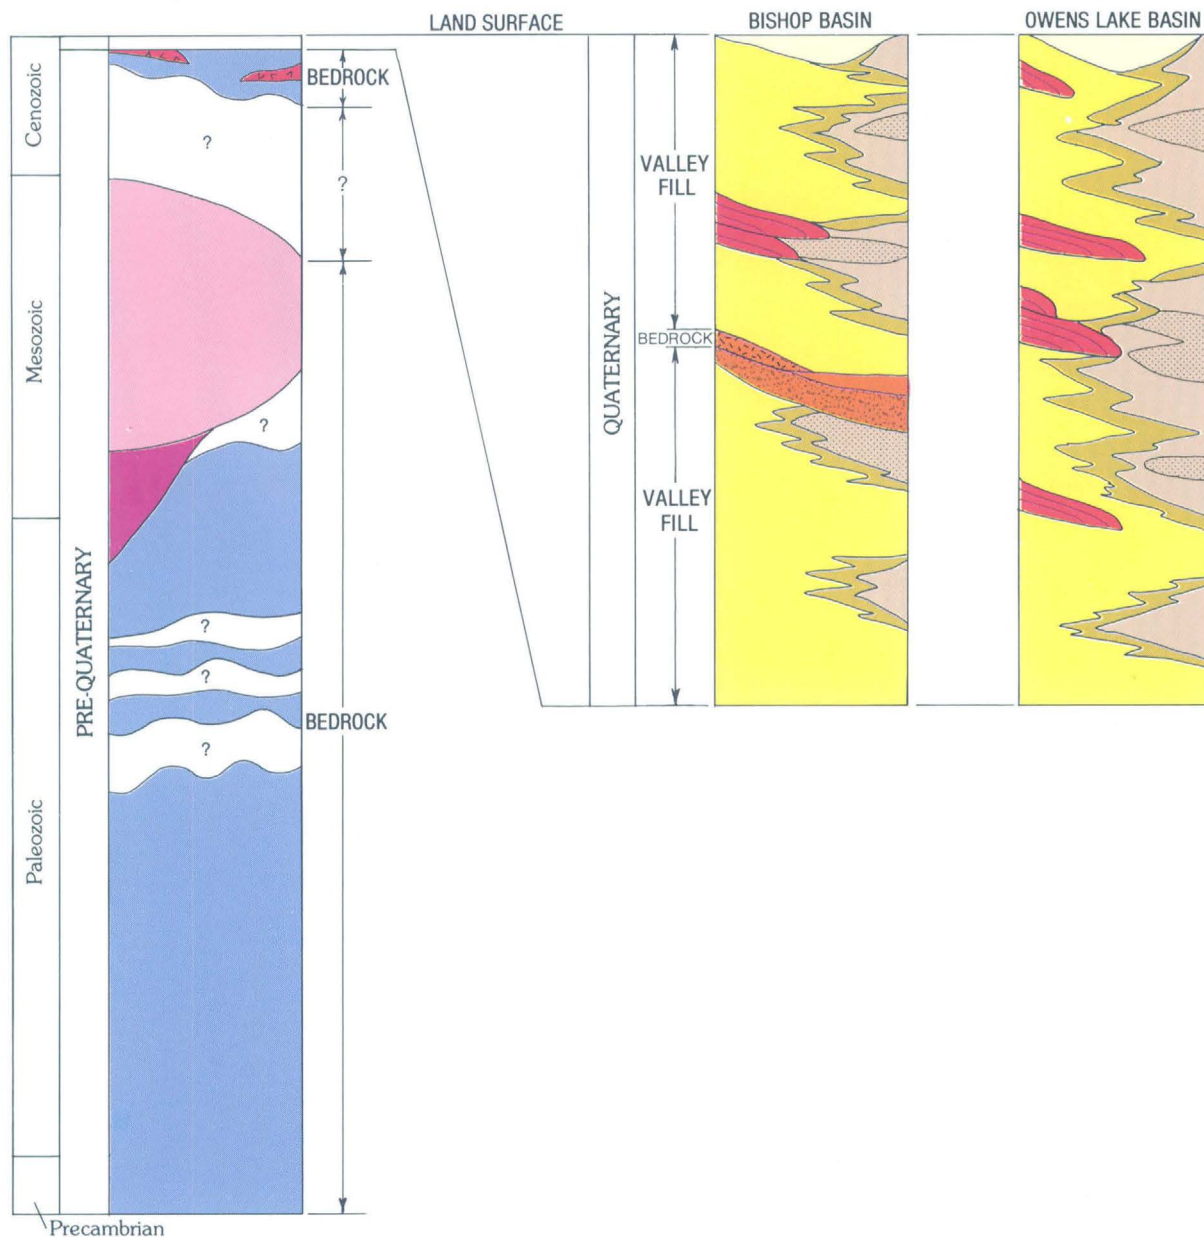 LAND SURFACE
BISHOP BASIN
OWENS LAKE BASIN
Cenozoic
Mesozoic
Paleozoic
Precambrian
PRE-QUATERNARY
BEDROCK
?
?
?
?
?
?
BEDROCK
QUATERNARY
VALLEY
FILL
BEDROCK
VALLEY
FILL